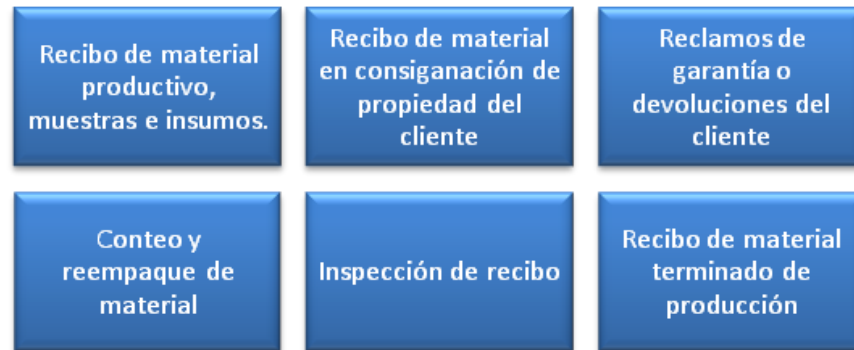 Recibo de material
productivo,
muestras e insumos.
Recibo de material
en consiganación de
propiedad del
cliente
Reclamos de
garantía o
devoluciones del
cliente
Conteo y
reempaque de
material
Inspección de recibo
Recibo de material
terminado de
producción